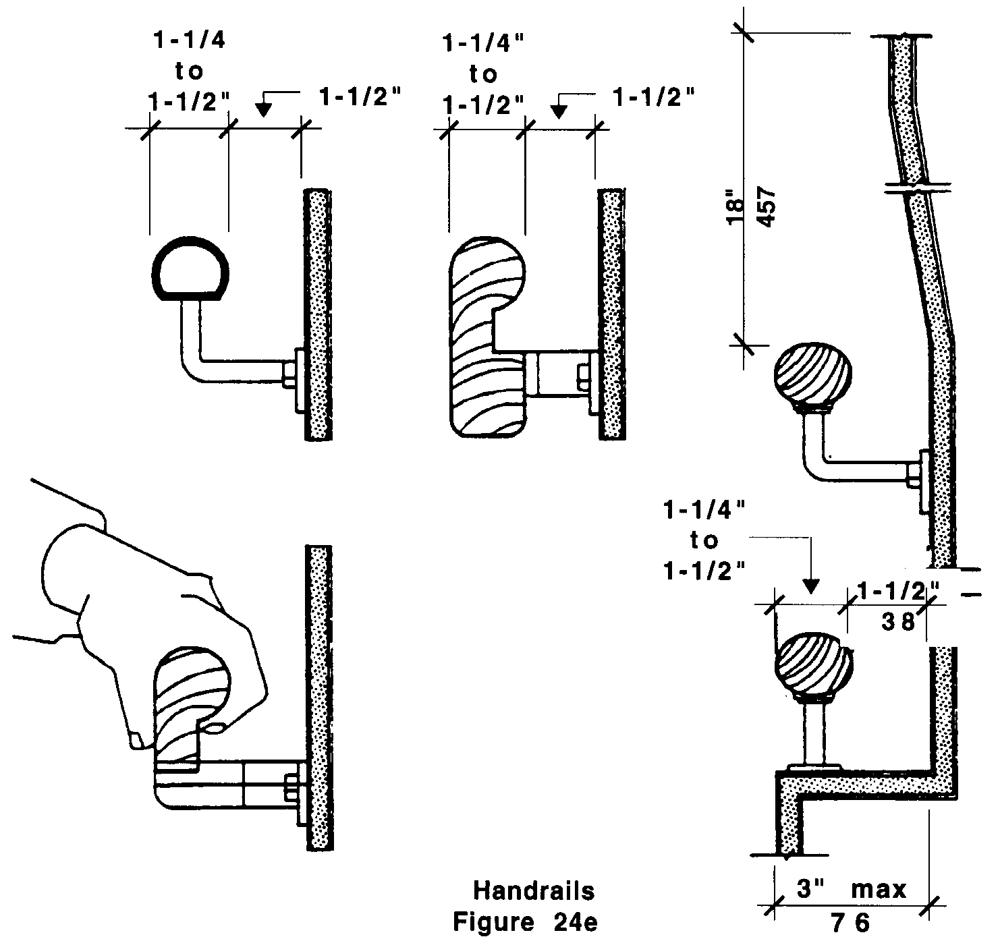 1-1/4
to
1-1/2"
1-1/2"
1-1/4"
to
1-1/2"
1-1/2"
18"
457
1-1/4"
to
1-1/2"
1-1/2"
38
3" max
76
Handrails
Figure 24e